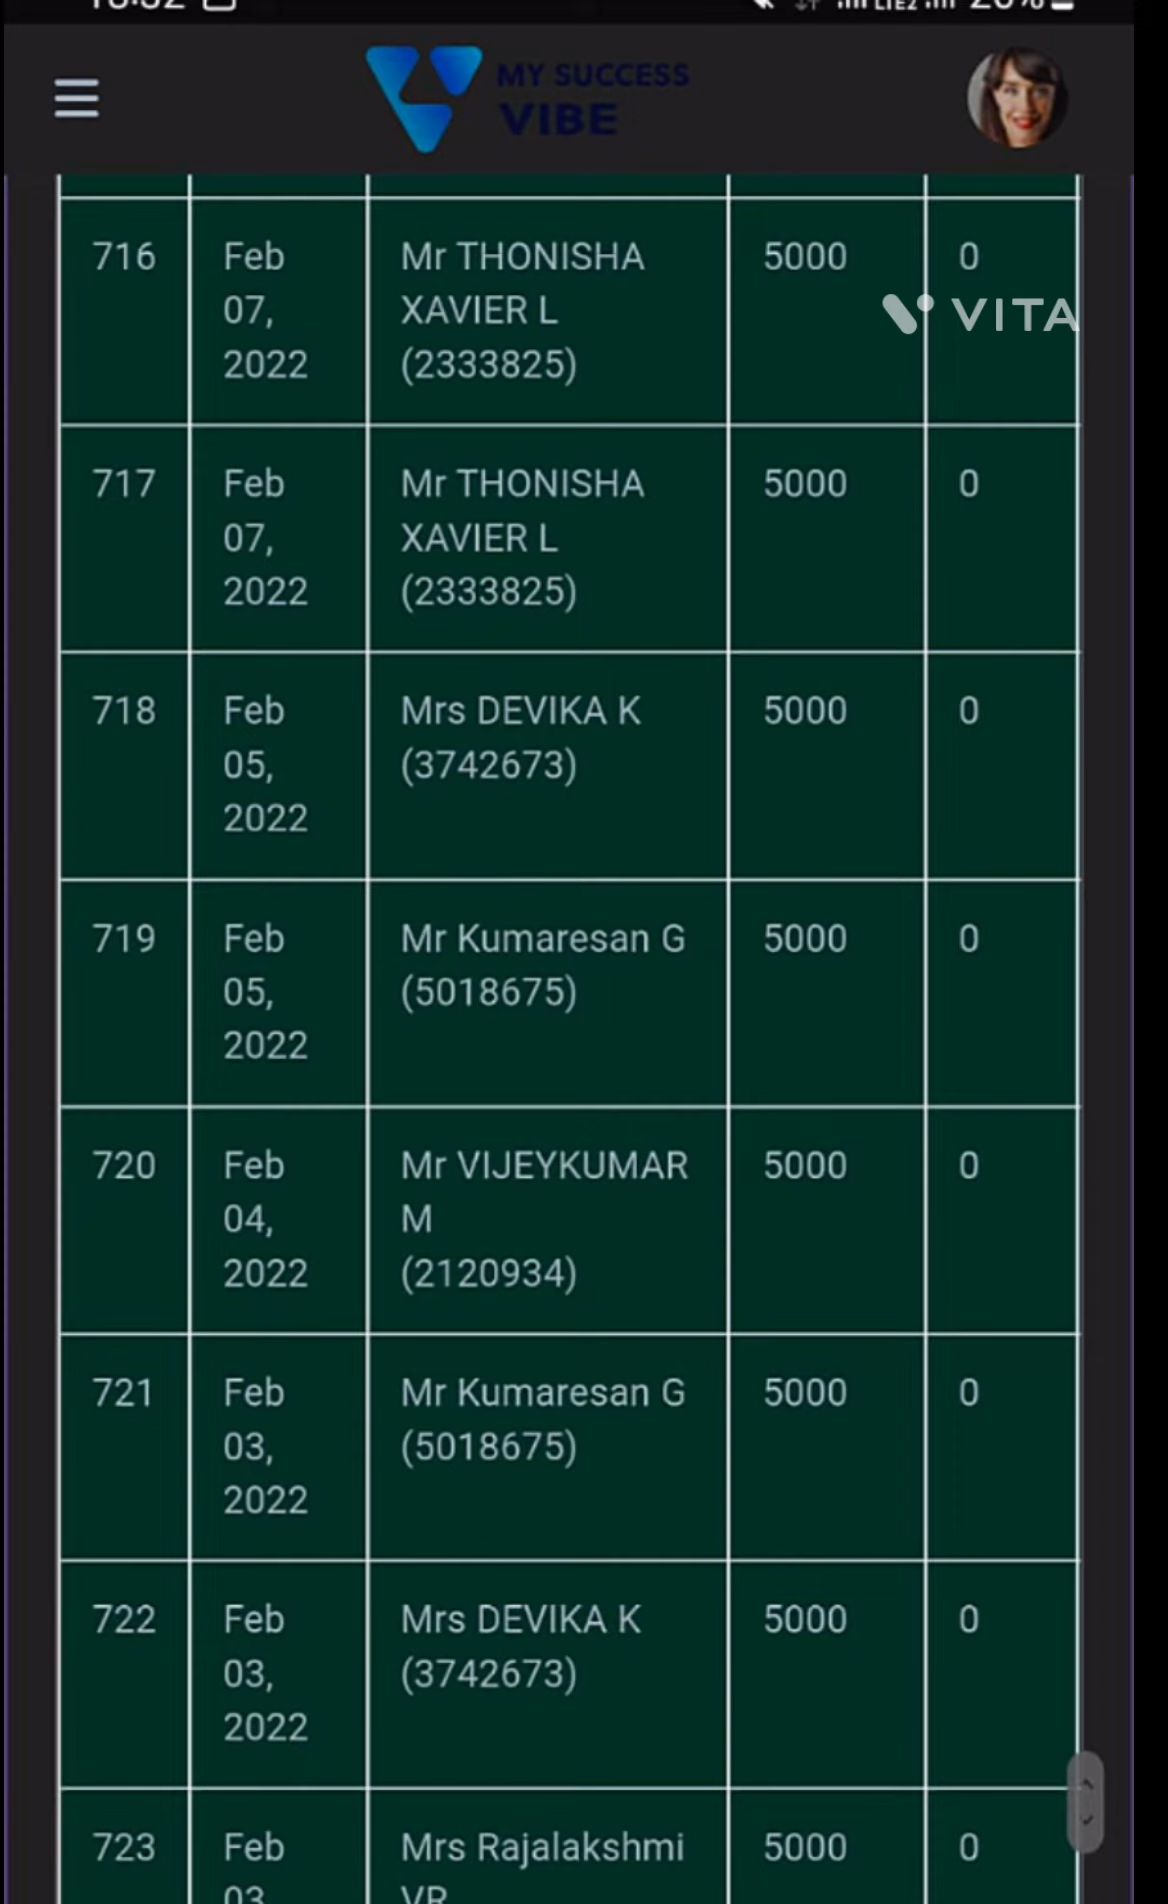 MY SUCCESS
VIBE
716 Feb Mr THONISHA 5000 0
07, XAVIER L
VITA
2022 (2333825)
717 Feb Mr THONISHA 5000 0
07, XAVIER L
2022 (2333825)
718 Feb Mrs DEVIKA K 5000 0
05, (3742673)
2022
719 Feb Mr Kumaresan G 5000 0
05, (5018675)
2022
720 Feb Mr VIJEYKUMAR 5000 0
04, M
2022 (2120934)
721 Feb Mr Kumaresan G 5000 0
03, (5018675)
2022
722 Feb Mrs DEVIKA K 5000 0
03, (3742673)
2022
723 Feb Mrs Rajalakshmi 5000 0
03 VR